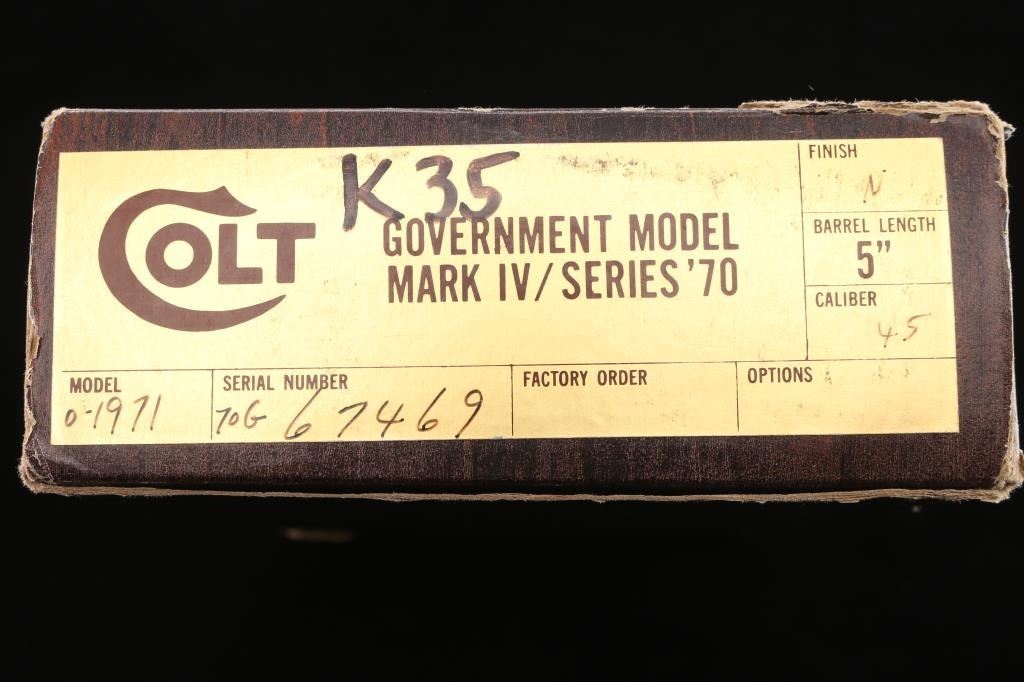 K35
COLT
GOVERNMENT MODEL
MARK IV/SERIES '70
FINISH
N
BARREL LENGTH
5"
CALIBER
45
MODEL
0-1971
SERIAL NUMBER
70G 67469
FACTORY ORDER
OPTIONS